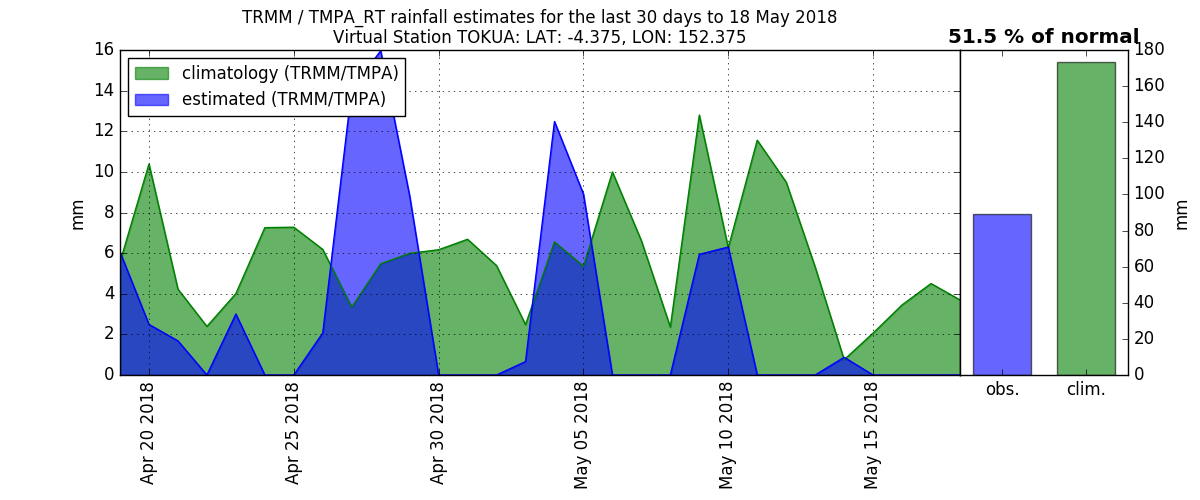 TRMM / TMPA_RT rainfall estimates for the last 30 days to 18 May 2018
Virtual Station TOKUA: LAT: -4.375, LON: 152.375
51.5 % of normal
climatology (TRMM/TMPA)
estimated (TRMM/TMPA)
mm
16
14
12
10
8
6
4
2
0
Apr 20 2018
Apr 25 2018
Apr 30 2018
May 05 2018
May 10 2018
May 15 2018
180
160
140
120
100
80
60
40
20
0
mm
obs.
clim.